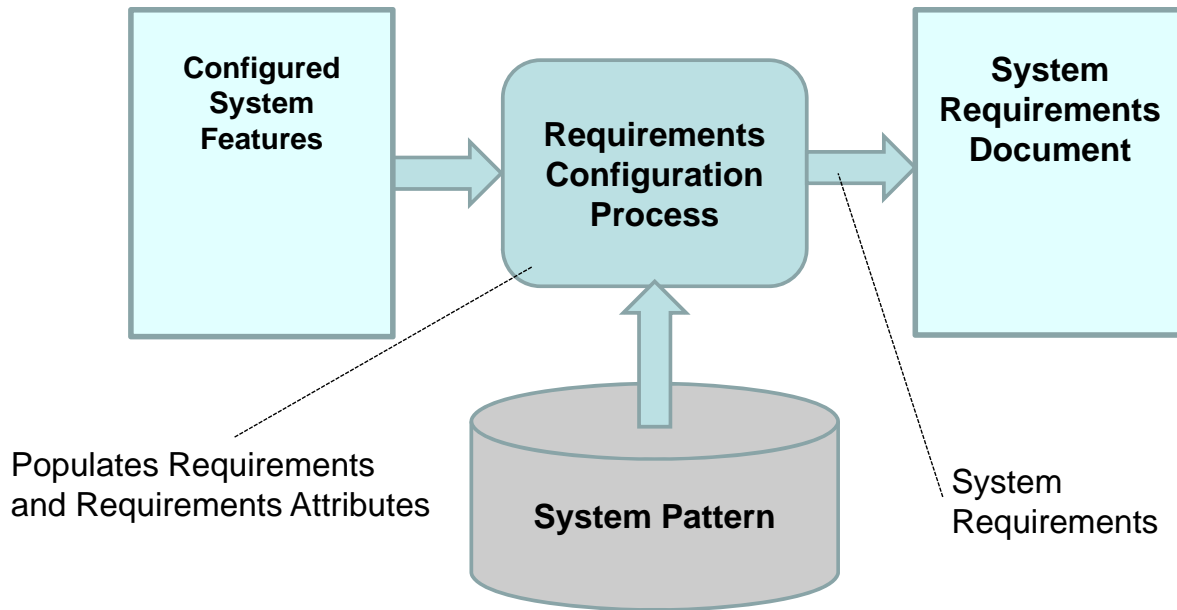 Configured
System
Features
Requirements
Configuration
Process
System
Requirements
Document
Populates Requirements
and Requirements Attributes
System Pattern
System
Requirements